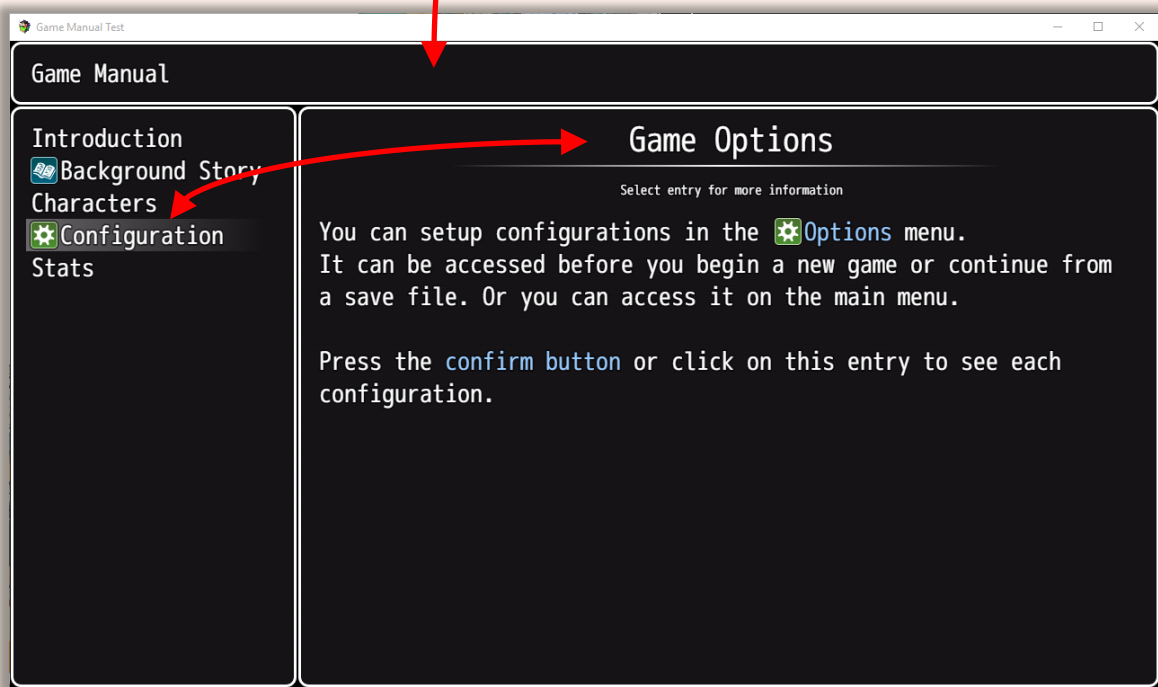 Game Manual Test
Game Manual
Introduction
Background Story
Characters
Configuration
Stats
Game Options
Select entry for more information
You can setup configurations in the Options menu.
It can be accessed before you begin a new game or continue from
a save file. Or you can access it on the main menu.
Press the confirm button or click on this entry to see each
configuration.